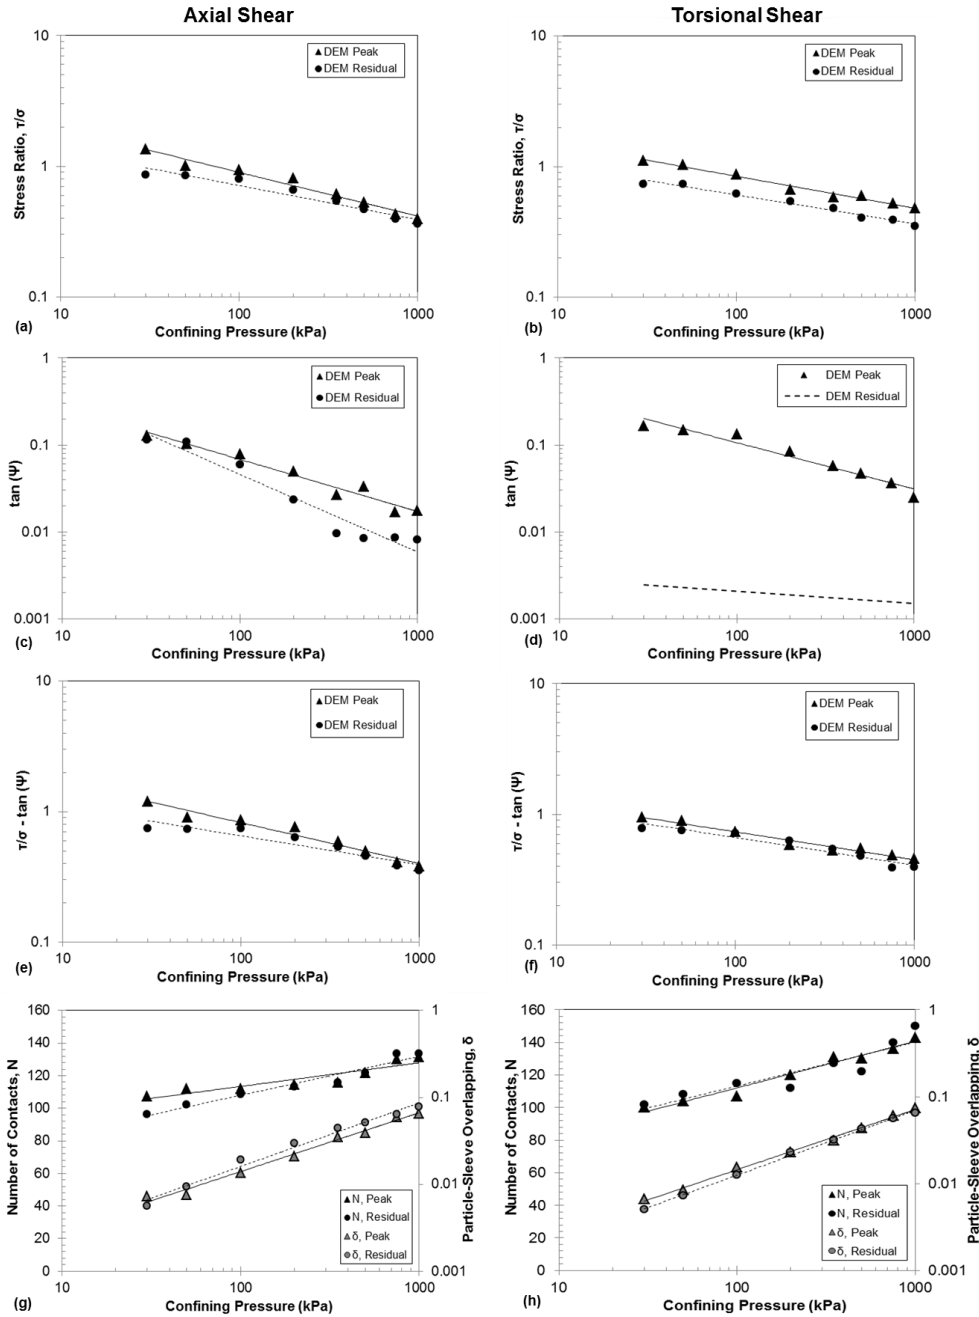 Axial Shear
Torsional Shear
10
1
0.1
10
100
1000
Stress Ratio, τ/σ
Confining Pressure (kPa)
DEM Peak
DEM Residual
(a)
10
1
0.1
10
100
1000
Stress Ratio, τ/σ
Confining Pressure (kPa)
DEM Peak
DEM Residual
(b)
1
0.1
0.01
0.001
10
100
1000
tan (Ψ)
Confining Pressure (kPa)
DEM Peak
DEM Residual
(c)
1
0.1
0.01
0.001
10
100
1000
tan (Ψ)
Confining Pressure (kPa)
DEM Peak
DEM Residual
(d)
10
1
0.1
10
100
1000
τ/σ - tan (Ψ)
Confining Pressure (kPa)
DEM Peak
DEM Residual
(e)
10
1
0.1
10
100
1000
τ/σ - tan (Ψ)
Confining Pressure (kPa)
DEM Peak
DEM Residual
(f)
160
140
120
100
80
60
40
20
0
1
0.1
0.01
0.001
10
100
1000
Number of Contacts, N
Particle-Sleeve Overlapping, δ
Confining Pressure (kPa)
N, Peak
N, Residual
δ, Peak
δ, Residual
(g)
160
140
120
100
80
60
40
20
0
1
0.1
0.01
0.001
10
100
1000
Number of Contacts, N
Particle-Sleeve Overlapping, δ
Confining Pressure (kPa)
N, Peak
N, Residual
δ, Peak
δ, Residual
(h)